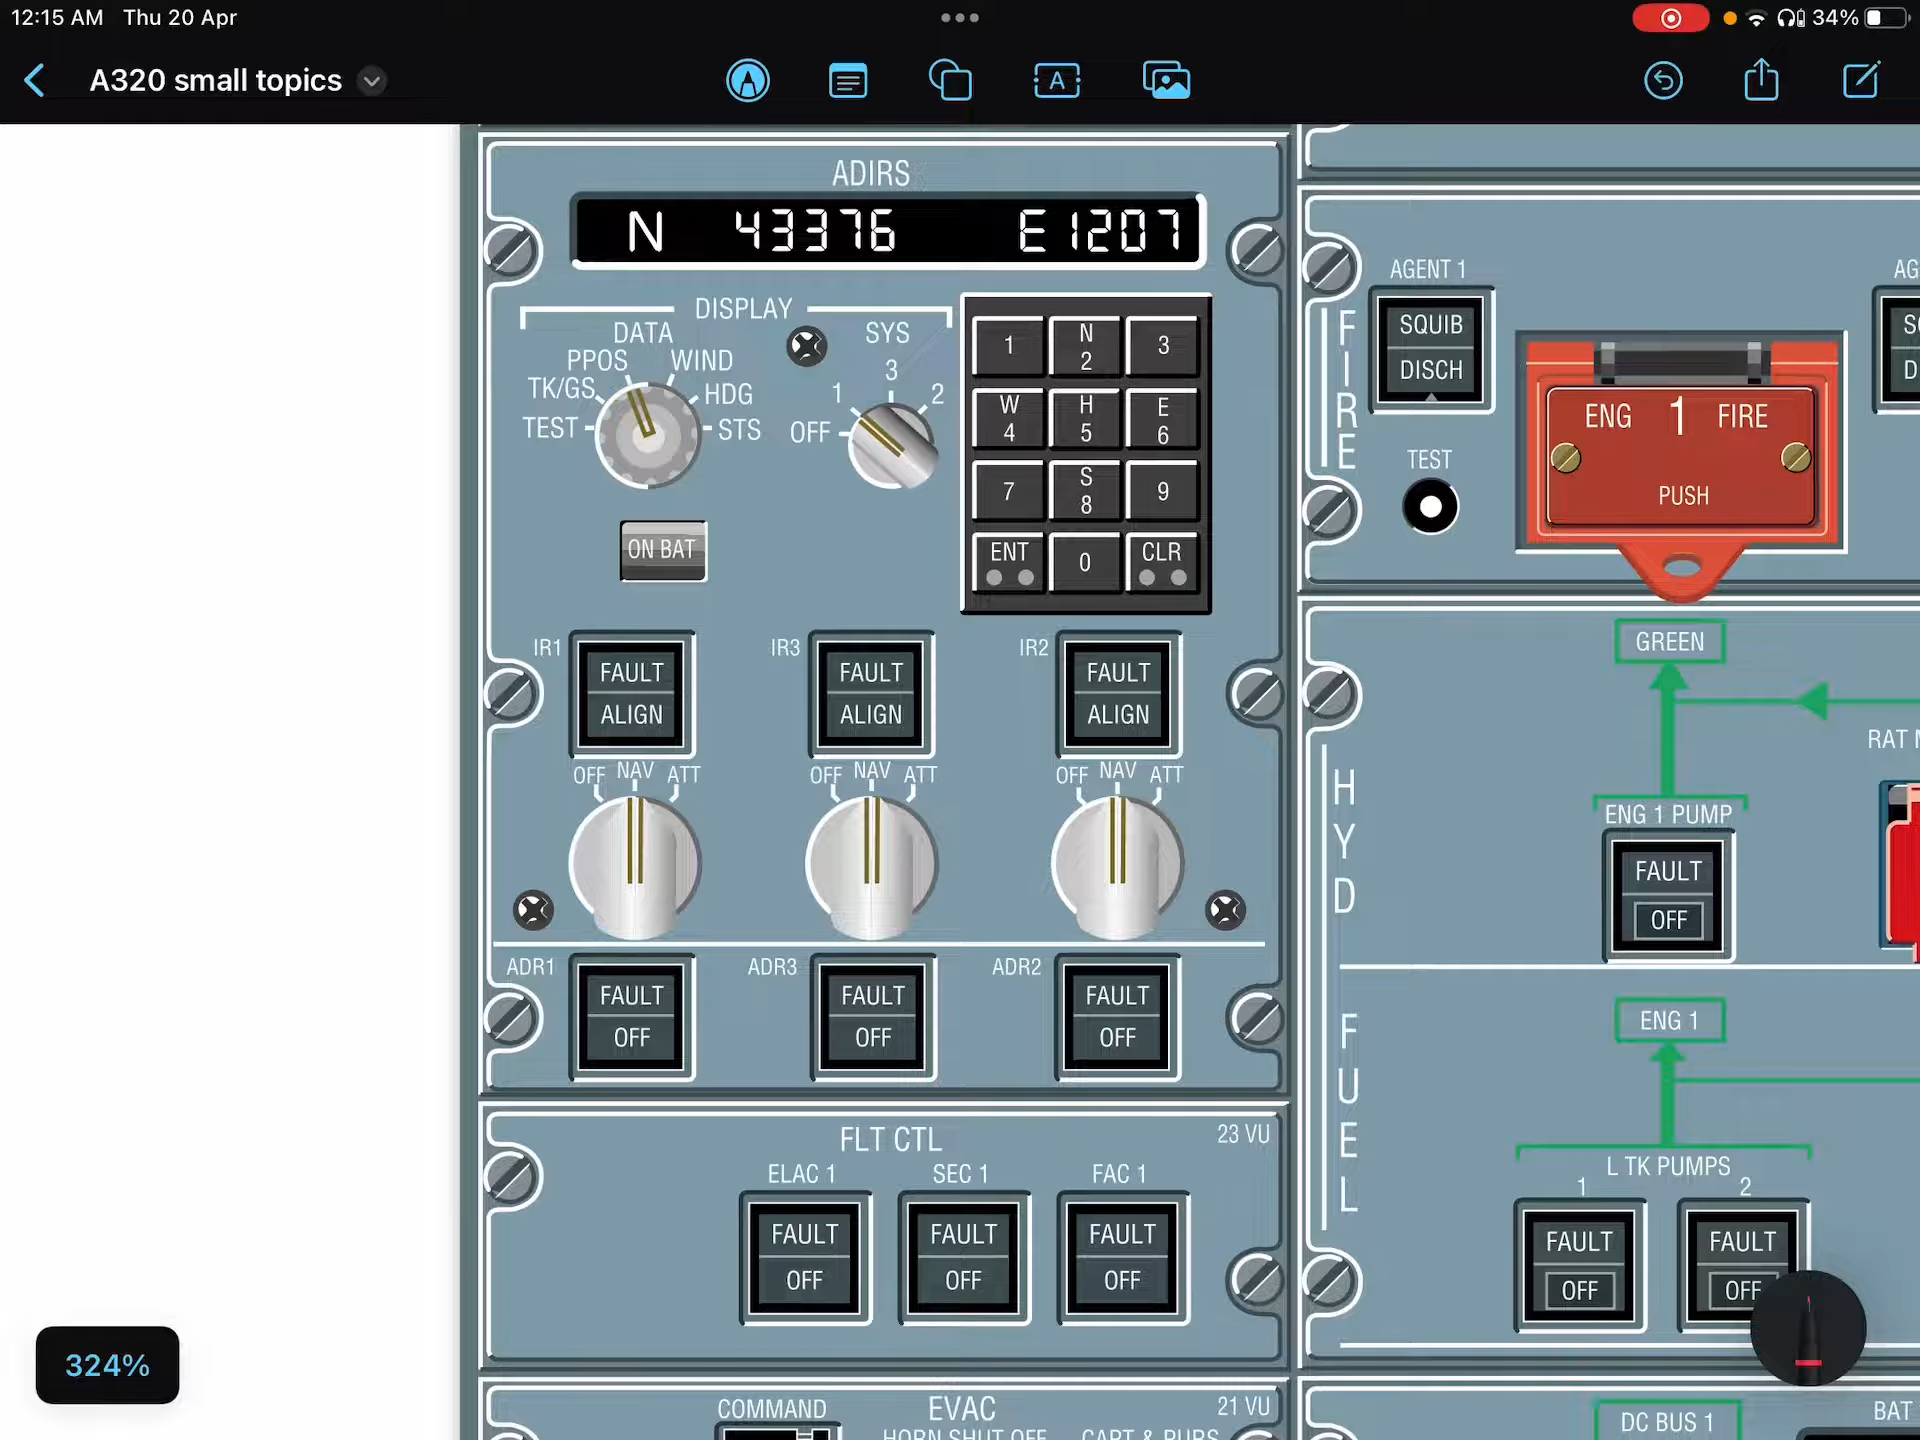 12:15 AM Thu 20 Apr
34%
A320 small topics
A
ADIRS
N 43376 E1207
DISPLAY
DATA
PPOS WIND
TK/GS HDG
TEST STS
SYS
3
1 2
OFF
ON BAT
1 N 2 3
W 4 H 5 E 6
7 S 8 9
ENT 0 CLR
IR1 FAULT ALIGN
IR3 FAULT ALIGN
IR2 FAULT ALIGN
OFF NAV ATT
OFF NAV ATT
OFF NAV ATT
ADR1 FAULT OFF
ADR3 FAULT OFF
ADR2 FAULT OFF
FLT CTL 23 VU
ELAC 1 SEC 1 FAC 1
FAULT FAULT FAULT
OFF OFF OFF
COMMAND EVAC 21 VU
HORN SHUT OFF CAPT & PURS
FIRE
AGENT 1
SQUIB
DISCH
TEST
ENG 1 FIRE
PUSH
HYD
GREEN
RAT
ENG 1 PUMP
FAULT
OFF
FUEL
ENG 1
L TK PUMPS
1 2
FAULT FAULT
OFF OFF
DC BUS 1 BAT
324%